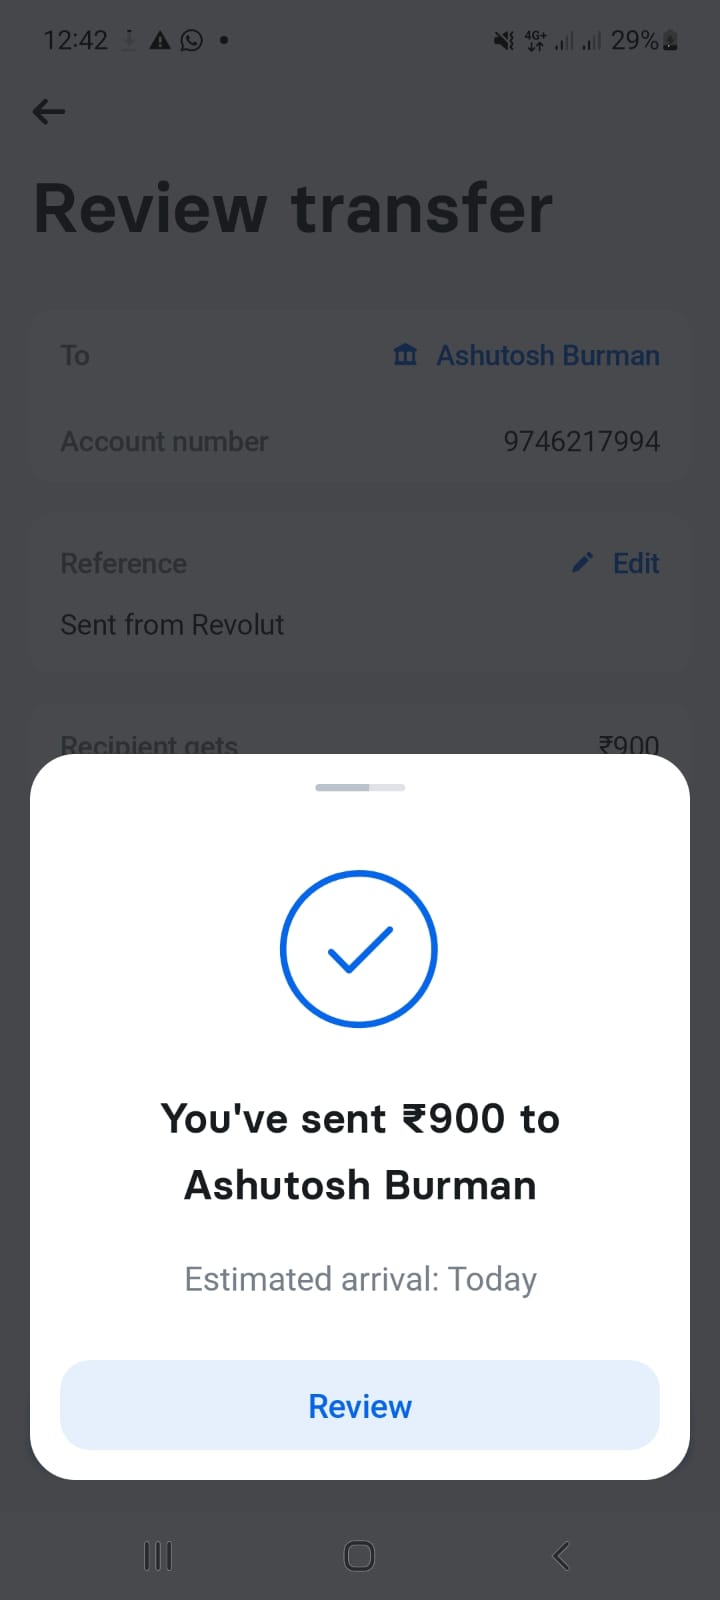 12:42 4G+ 29%
Review transfer
To Ashutosh Burman
Account number 9746217994
Reference Edit
Sent from Revolut
Recipient gets ₹900
You've sent ₹900 to
Ashutosh Burman
Estimated arrival: Today
Review